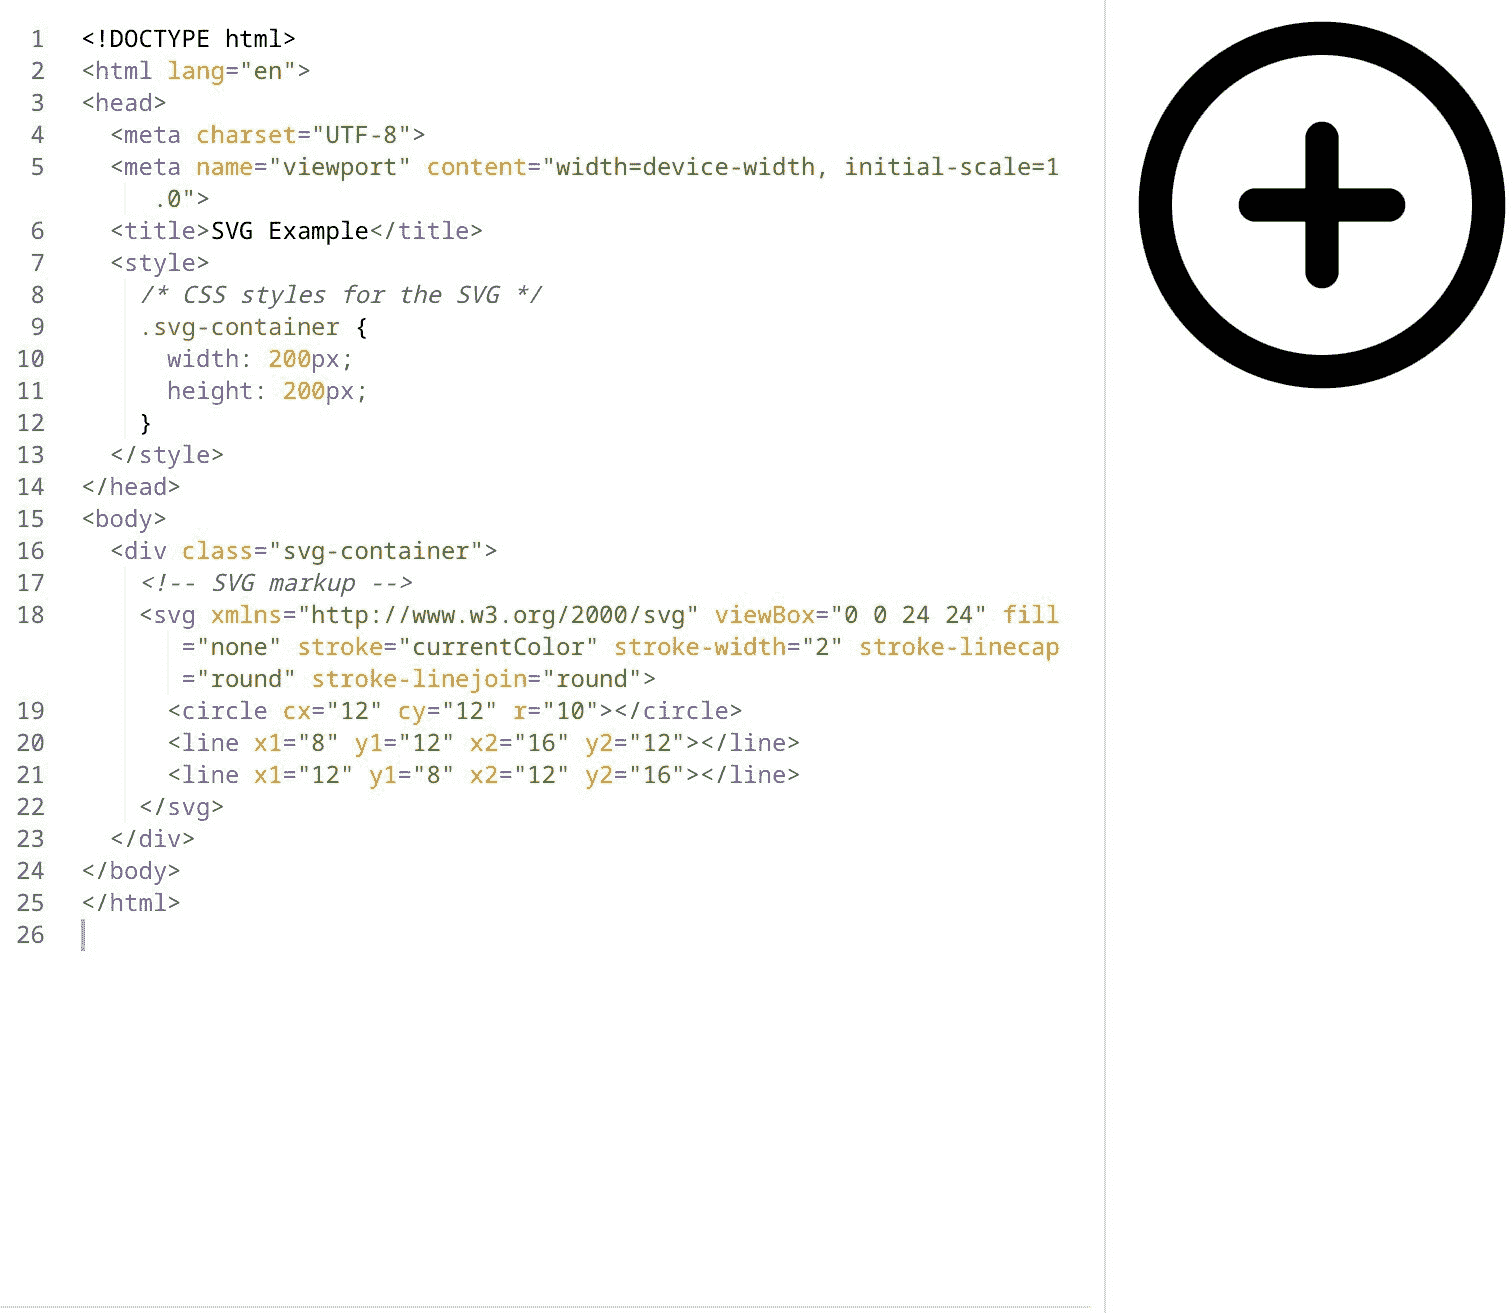 1 <!DOCTYPE html>
2 <html lang="en">
3 <head>
4 <meta charset="UTF-8">
5 <meta name="viewport" content="width=device-width, initial-scale=1
.0">
6 <title>SVG Example</title>
7 <style>
8 /* CSS styles for the SVG */
9 .svg-container {
10 width: 200px;
11 height: 200px;
12 }
13 </style>
14 </head>
15 <body>
16 <div class="svg-container">
17 <!-- SVG markup -->
18 <svg xmlns="http://www.w3.org/2000/svg" viewBox="0 0 24 24" fill
="none" stroke="currentColor" stroke-width="2" stroke-linecap
="round" stroke-linejoin="round">
19 <circle cx="12" cy="12" r="10"></circle>
20 <line x1="8" y1="12" x2="16" y2="12"></line>
21 <line x1="12" y1="8" x2="12" y2="16"></line>
22 </svg>
23 </div>
24 </body>
25 </html>
26